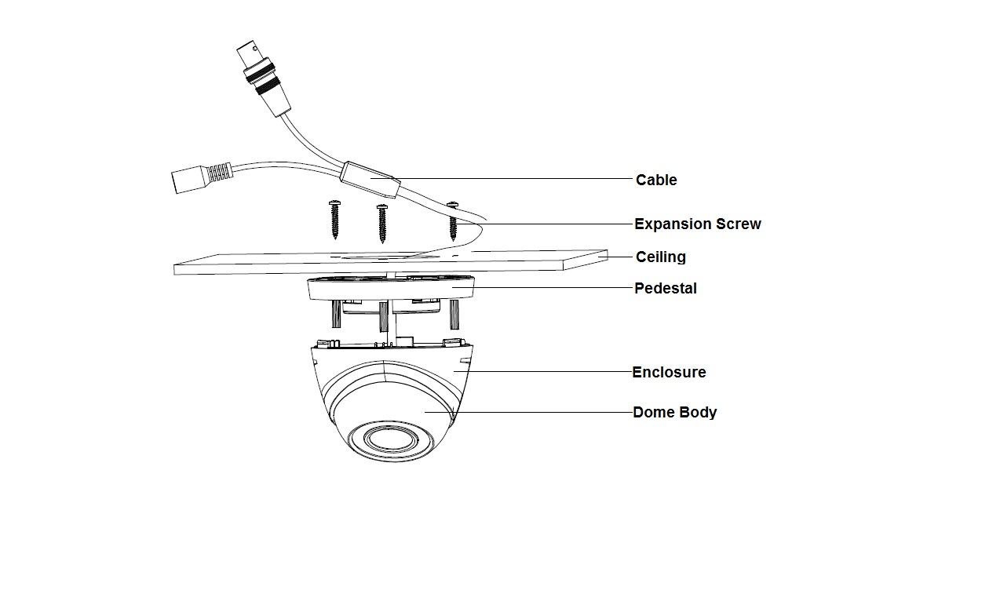 Cable
Expansion Screw
Ceiling
Pedestal
Enclosure
Dome Body